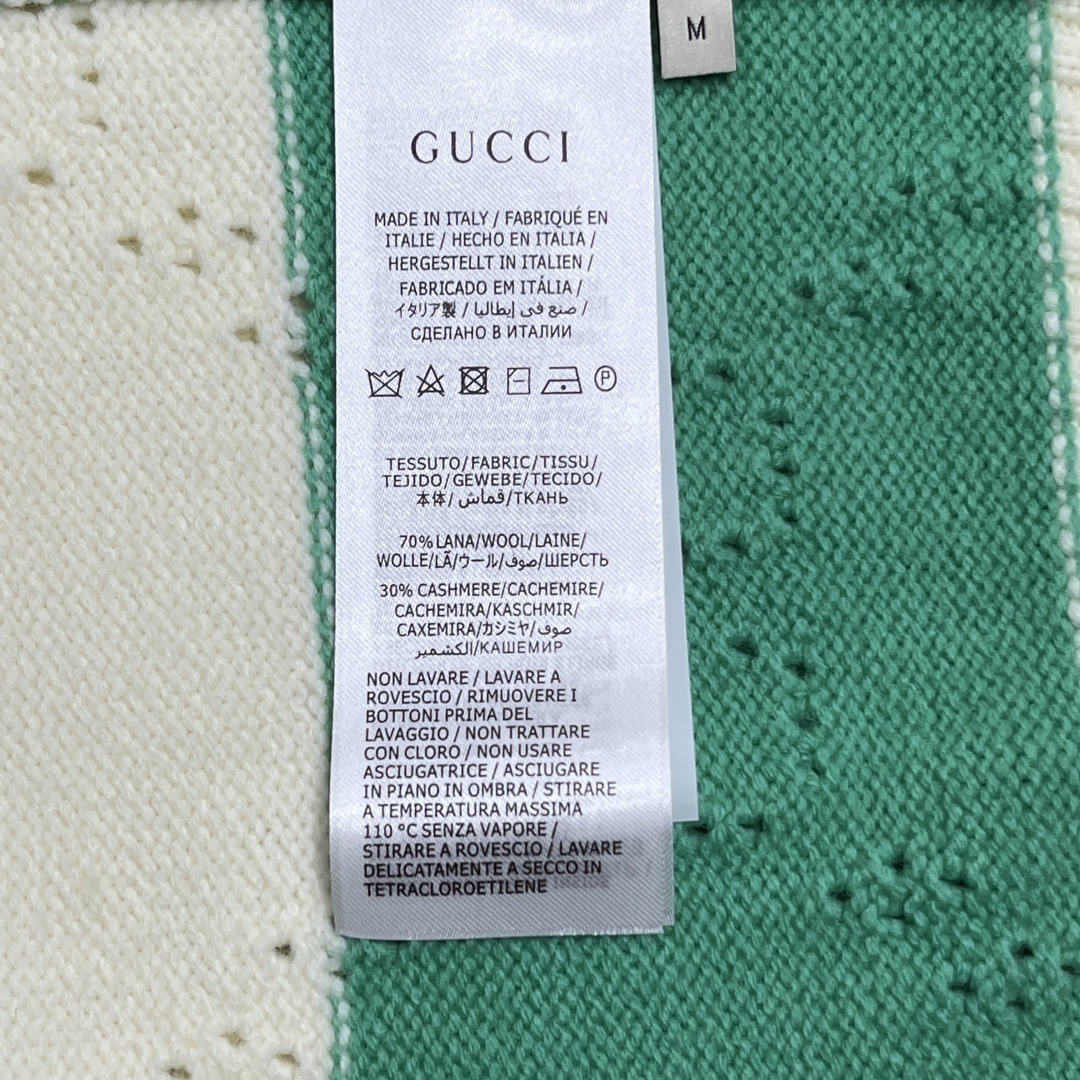 M
GUCCI
MADE IN ITALY / FABRIQUÉ EN
ITALIE / HECHO EN ITALIA /
HERGESTELLT IN ITALIEN /
FABRICADO EM ITÁLIA /
イタリア製 / صنع في إيطاليا /
СДЕЛАНО В ИТАЛИИ
P
TESSUTO/FABRIC/TISSU/
TEJIDO/GEWEBE/TECIDO/
本体/قماش/ТКАНЬ
70% LANA/WOOL/LAINE/
WOLLE/LÃ/ウール/صوف/ШЕРСТЬ
30% CASHMERE/CACHEMIRE/
CACHEMIRA/KASCHMIR/
CAXEMIRA/カシミヤ/صوف
الكشمير/КАШЕМИР
NON LAVARE / LAVARE A
ROVESCIO / RIMUOVERE I
BOTTONI PRIMA DEL
LAVAGGIO / NON TRATTARE
CON CLORO / NON USARE
ASCIUGATRICE / ASCIUGARE
IN PIANO IN OMBRA / STIRARE
A TEMPERATURA MASSIMA
110 °C SENZA VAPORE /
STIRARE A ROVESCIO / LAVARE
DELICATAMENTE A SECCO IN
TETRACLOROETILENE